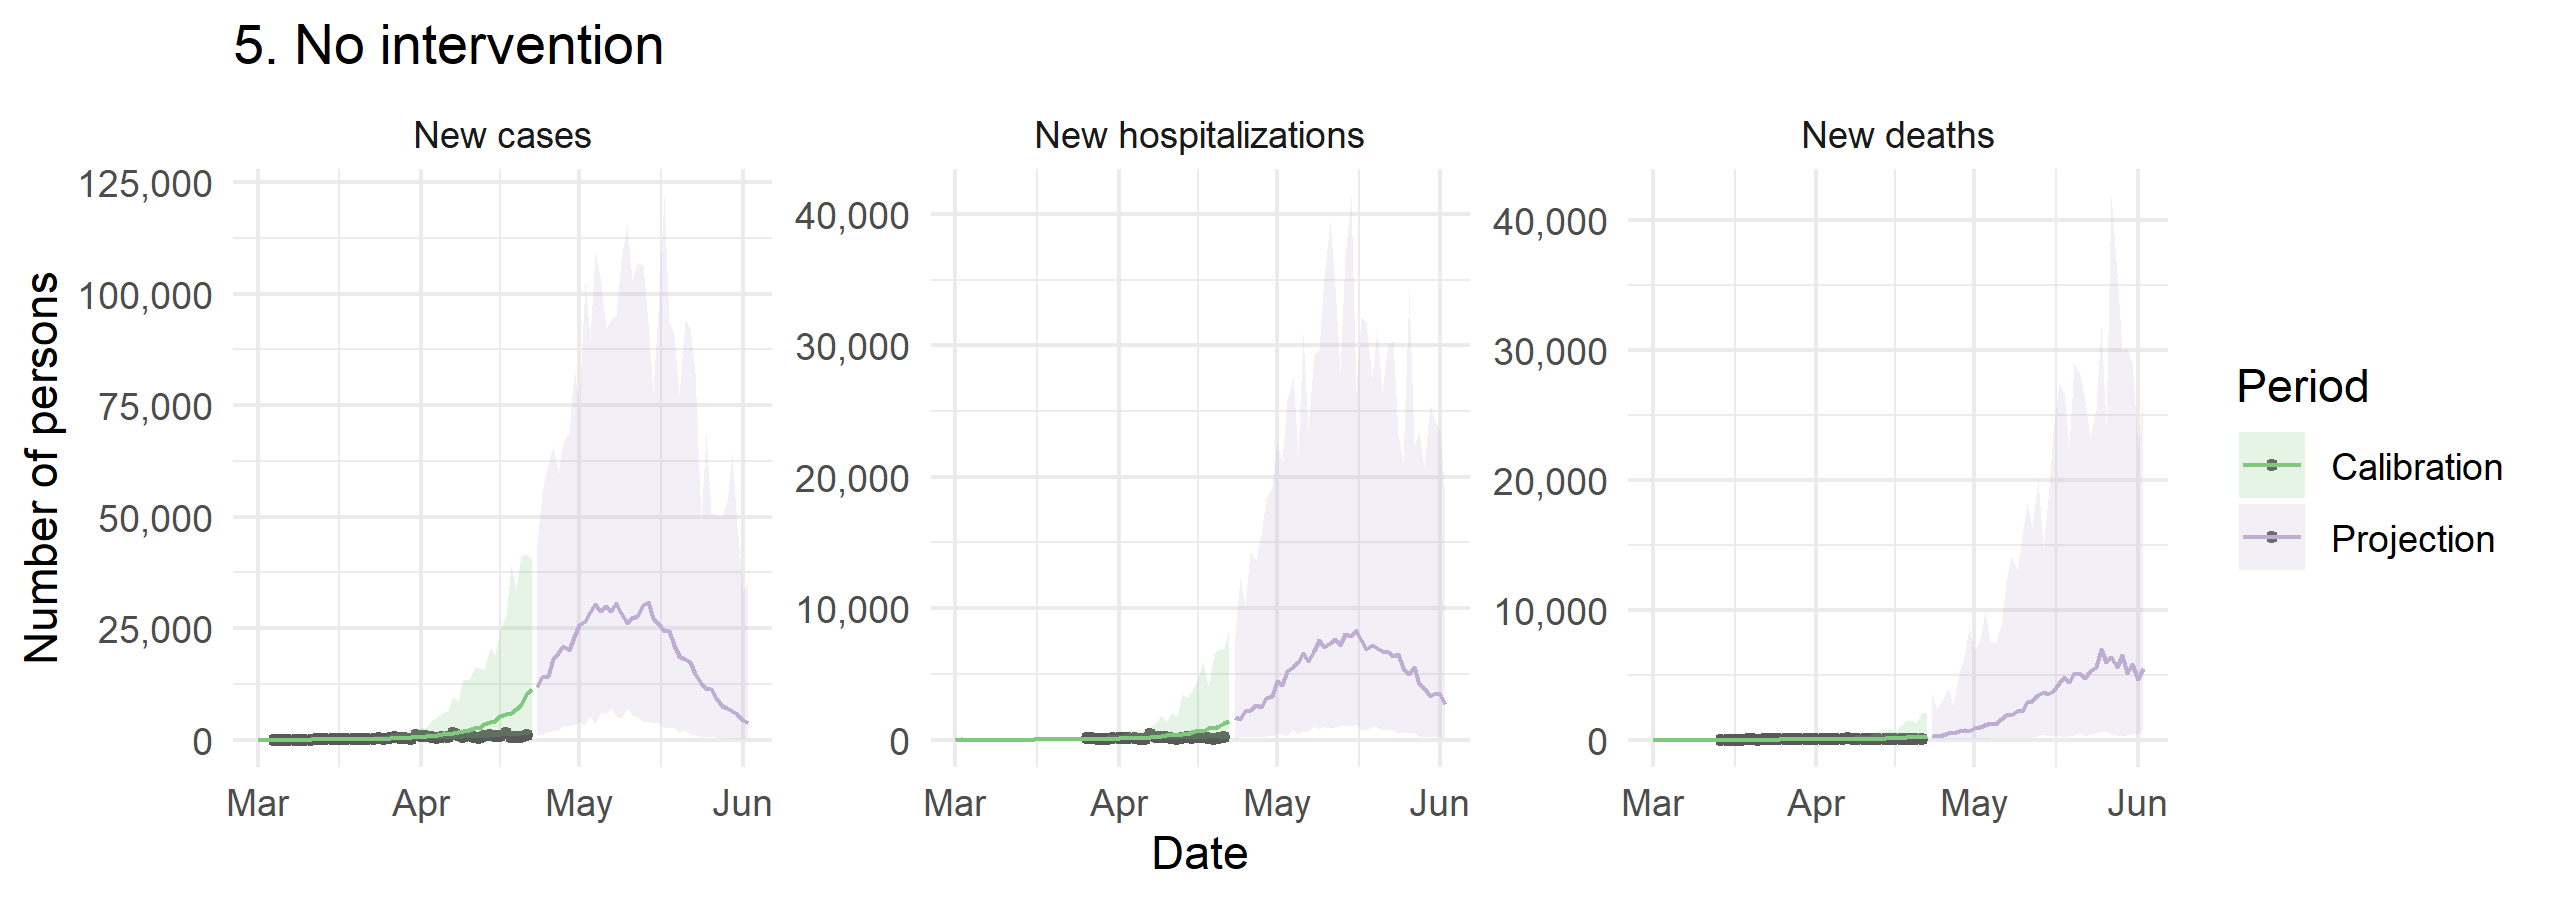 5. No intervention
New cases
New hospitalizations
New deaths
Number of persons
125,000
100,000
75,000
50,000
25,000
0
40,000
30,000
20,000
10,000
0
40,000
30,000
20,000
10,000
0
Mar Apr May Jun
Mar Apr May Jun
Mar Apr May Jun
Date
Period
Calibration
Projection